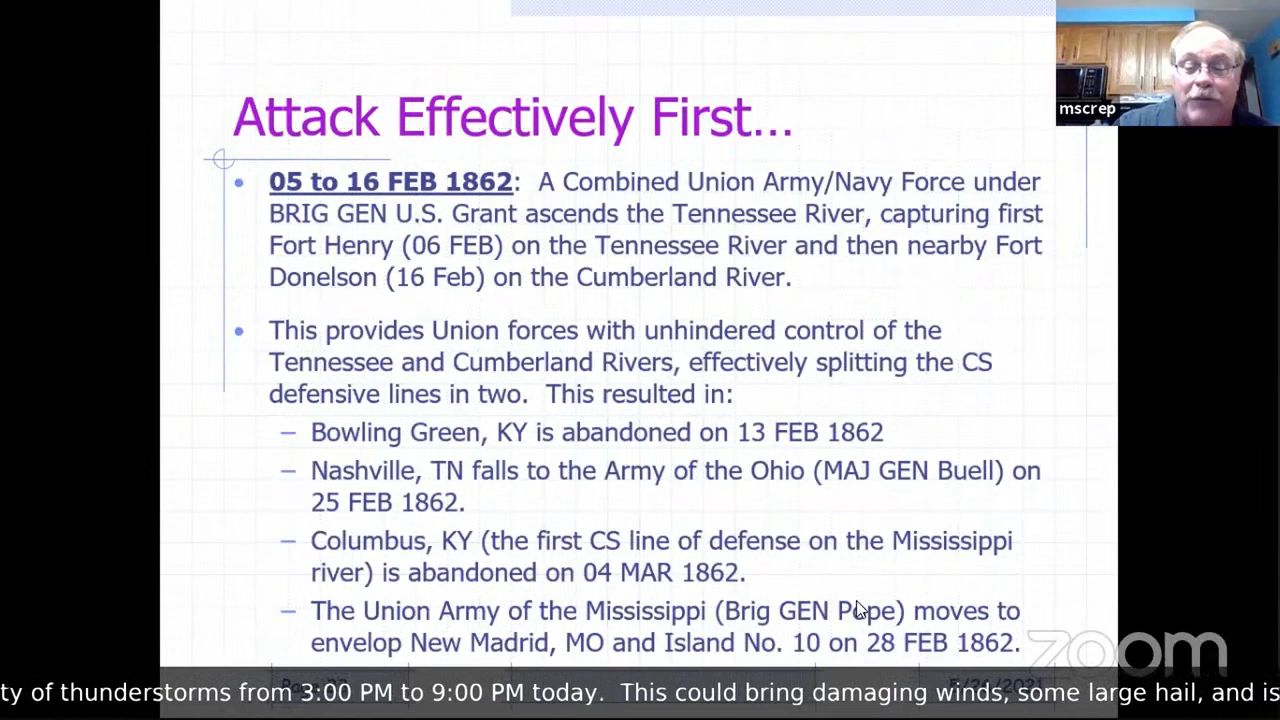 Attack Effectively First...
mscrep
• 05 to 16 FEB 1862: A Combined Union Army/Navy Force under
BRIG GEN U.S. Grant ascends the Tennessee River, capturing first
Fort Henry (06 FEB) on the Tennessee River and then nearby Fort
Donelson (16 Feb) on the Cumberland River.
• This provides Union forces with unhindered control of the
Tennessee and Cumberland Rivers, effectively splitting the CS
defensive lines in two. This resulted in:
– Bowling Green, KY is abandoned on 13 FEB 1862
– Nashville, TN falls to the Army of the Ohio (MAJ GEN Buell) on
25 FEB 1862.
– Columbus, KY (the first CS line of defense on the Mississippi
river) is abandoned on 04 MAR 1862.
– The Union Army of the Mississippi (Brig GEN Pope) moves to
envelop New Madrid, MO and Island No. 10 on 28 FEB 1862.
zoom
ty of thunderstorms from 3:00 PM to 9:00 PM today. This could bring damaging winds, some large hail, and is